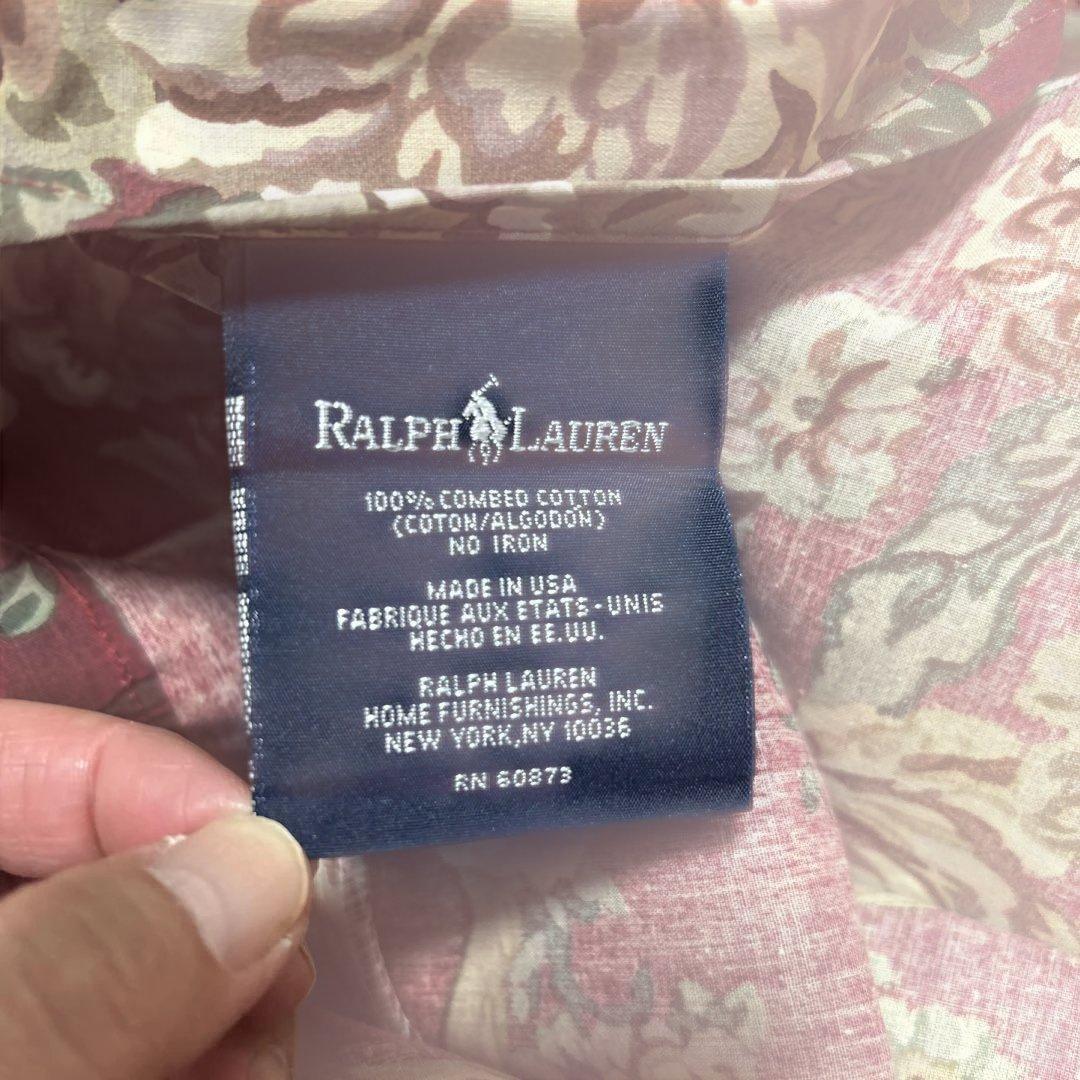 RALPH LAUREN
100% COMBED COTTON
(COTON/ALGODON)
NO IRON
MADE IN USA
FABRIQUE AUX ETATS-UNIS
HECHO EN EE.UU.
RALPH LAUREN
HOME FURNISHINGS, INC.
NEW YORK,NY 10036
RN 60873